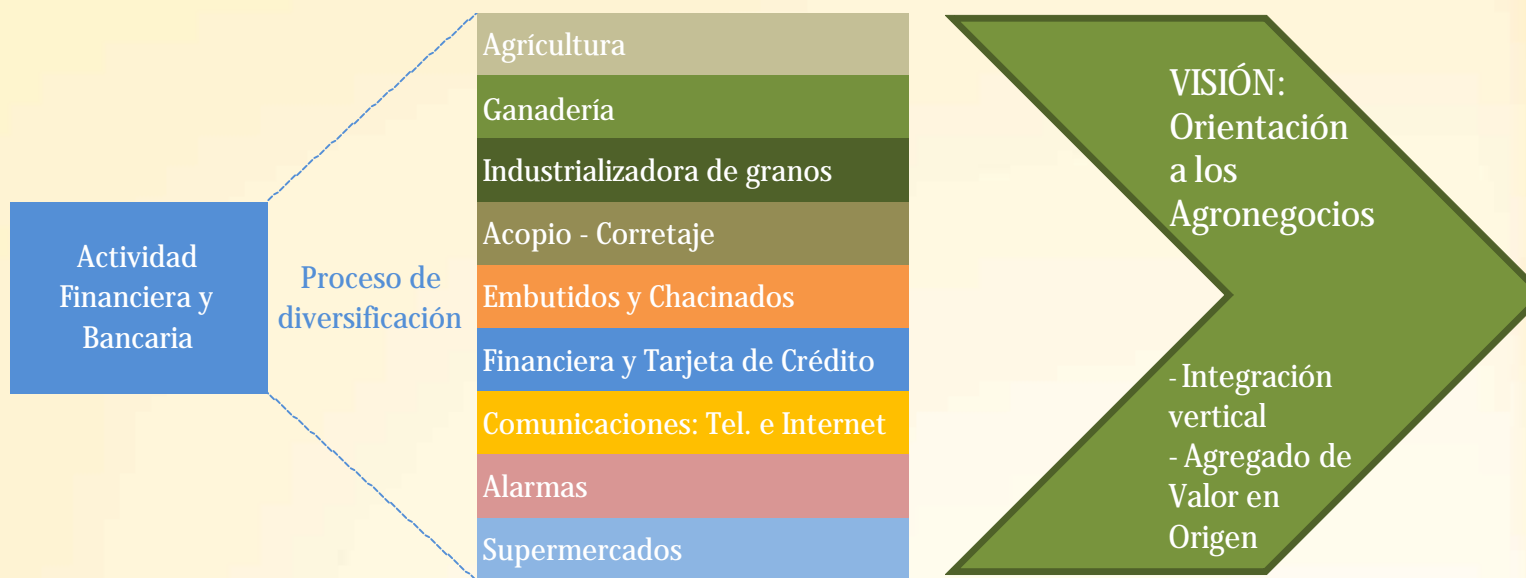 Actividad
Financiera y
Bancaria
Proceso de
diversificación
Agrícultura
Ganadería
Industrializadora de granos
Acopio - Corretaje
Embutidos y Chacinados
Financiera y Tarjeta de Crédito
Comunicaciones: Tel. e Internet
Alarmas
Supermercados
VISIÓN:
Orientación
a los
Agronegocios
- Integración
vertical
- Agregado de
Valor en
Origen